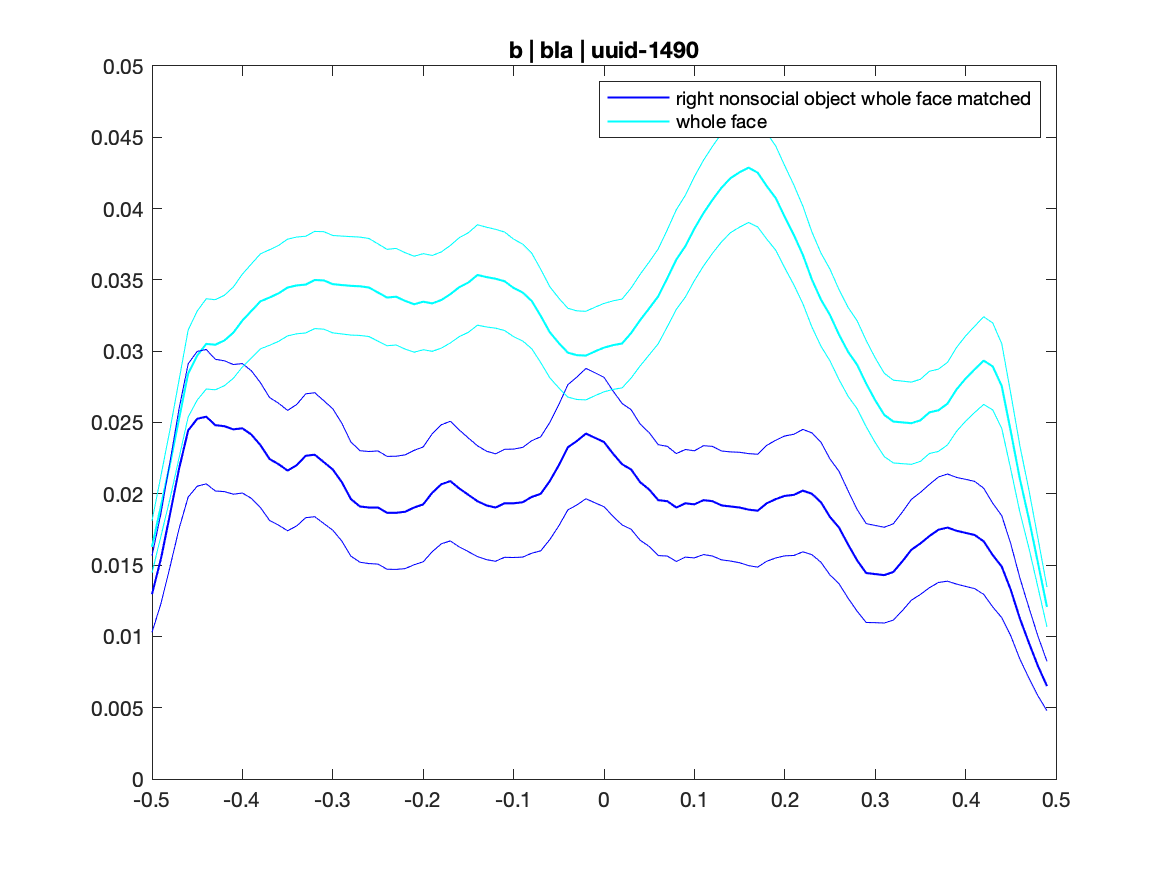 b | bla | uuid-1490
right nonsocial object whole face matched
whole face
0.05
0.045
0.04
0.035
0.03
0.025
0.02
0.015
0.01
0.005
0
-0.5 -0.4 -0.3 -0.2 -0.1 0 0.1 0.2 0.3 0.4 0.5